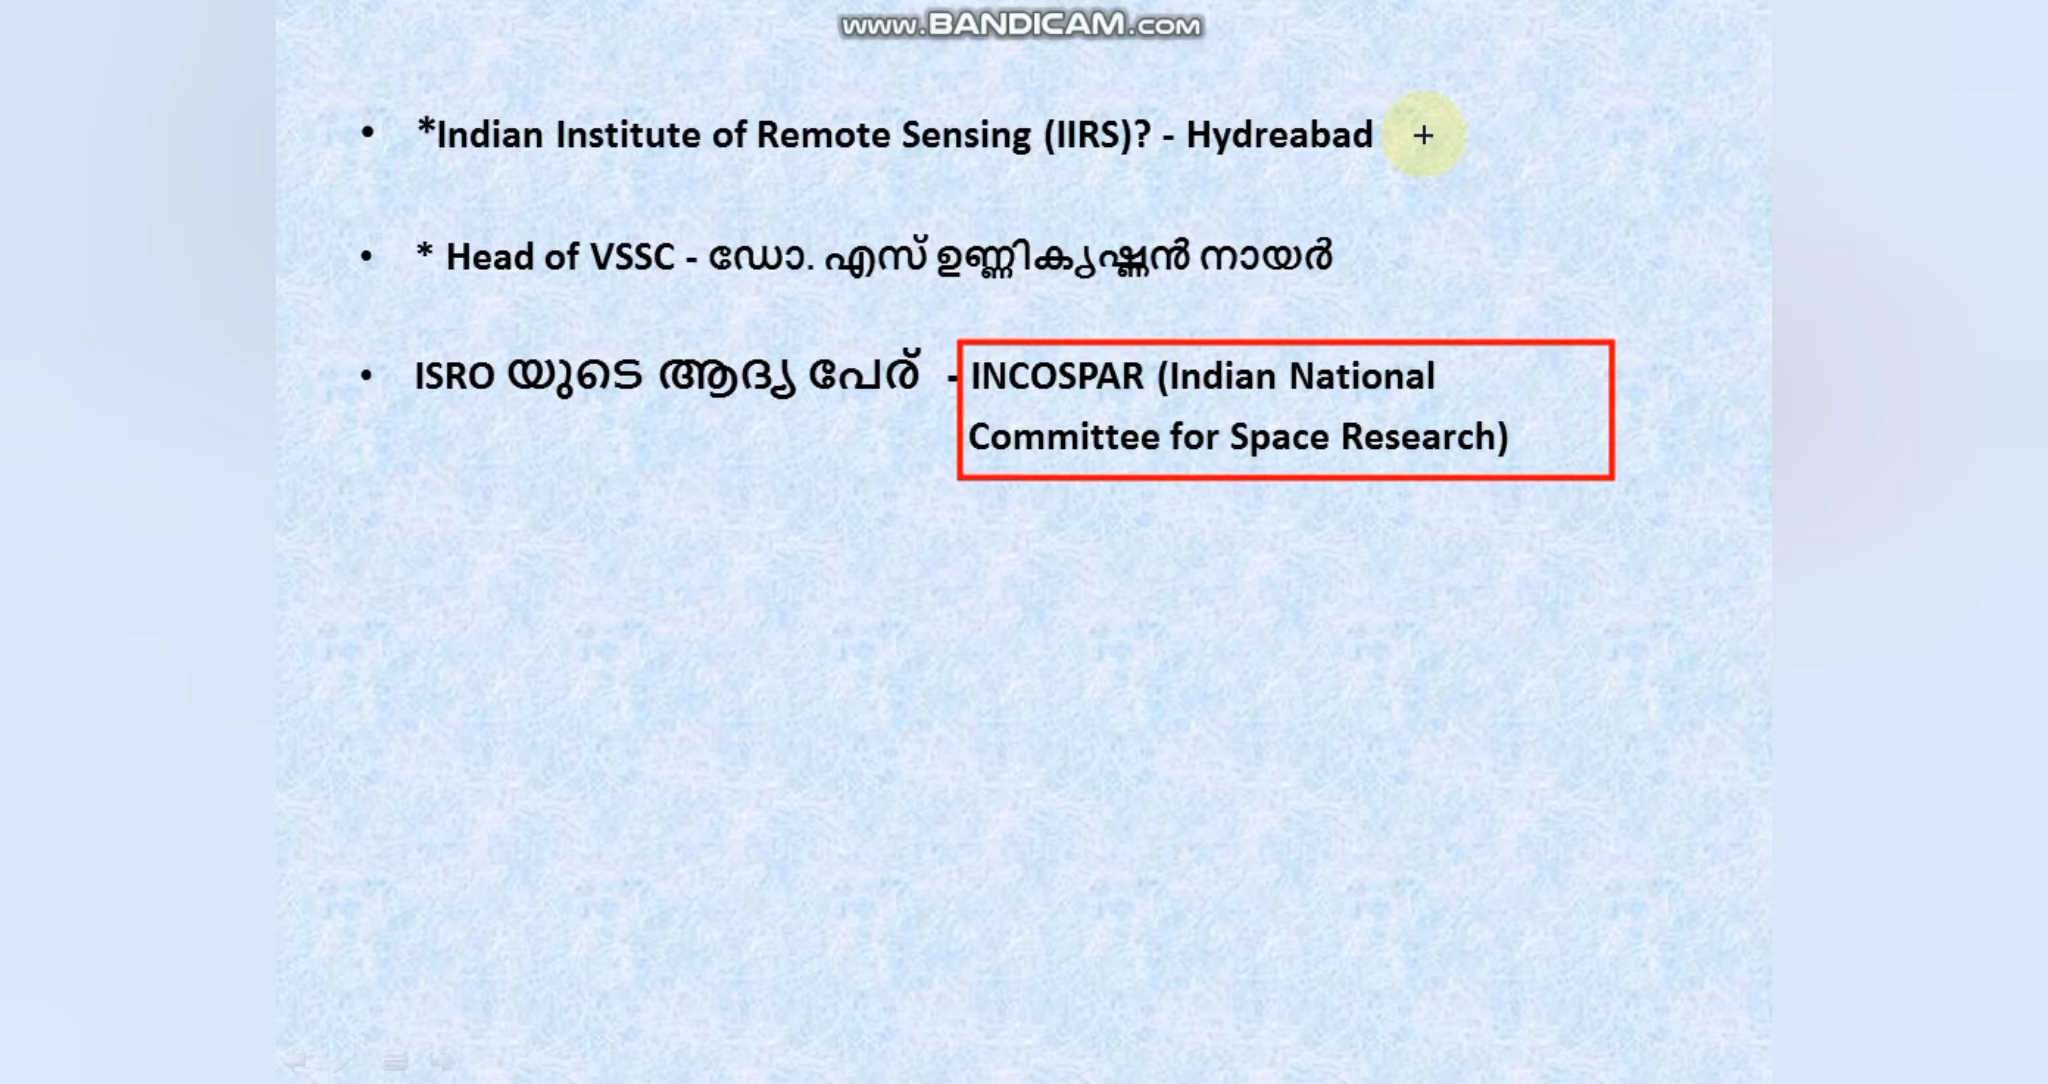 www.BANDICAM.com
• *Indian Institute of Remote Sensing (IIRS)? - Hydreabad
• * Head of VSSC - ഡോ. എസ് ഉണ്ണികൃഷ്ണൻ നായർ
• ISRO യുടെ ആദ്യ പേര് - INCOSPAR (Indian National
Committee for Space Research)